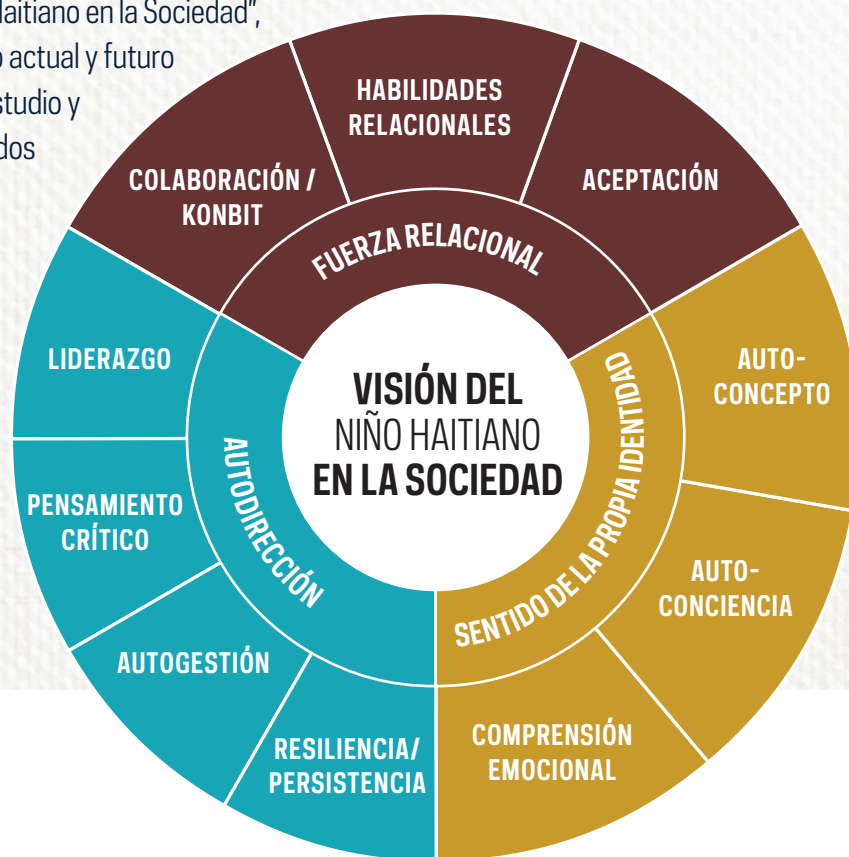 Haitiano en la Sociedad",
actual y futuro
studio y
dos
HABILIDADES
RELACIONALES
COLABORACIÓN /
KONBIT
ACEPTACIÓN
FUERZA RELACIONAL
LIDERAZGO
AUTO-
CONCEPTO
VISIÓN DEL
NIÑO HAITIANO
EN LA SOCIEDAD
AUTODIRECCIÓN
SENTIDO DE LA PROPIA IDENTIDAD
PENSAMIENTO
CRÍTICO
AUTO-
CONCIENCIA
AUTOGESTIÓN
RESILIENCIA/
PERSISTENCIA
COMPRENSIÓN
EMOCIONAL